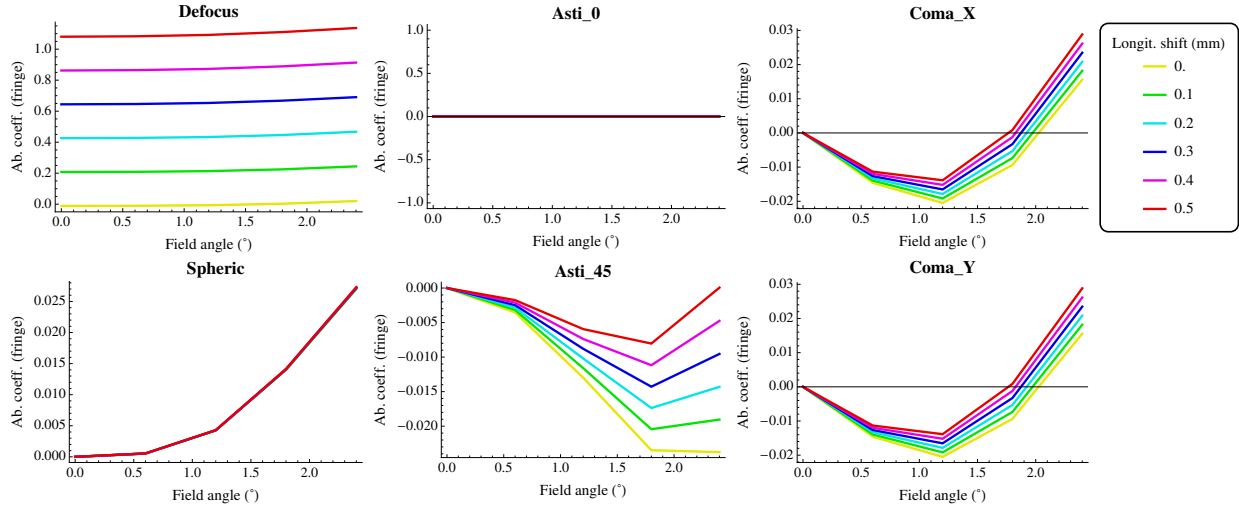 Defocus
Ab. coeff. (fringe)
1.0
0.8
0.6
0.4
0.2
0.0
0.0 0.5 1.0 1.5 2.0
Field angle (°)
Asti_0
Ab. coeff. (fringe)
1.0
0.5
0.0
−0.5
−1.0
0.0 0.5 1.0 1.5 2.0
Field angle (°)
Coma_X
Ab. coeff. (fringe)
0.03
0.02
0.01
0.00
−0.01
−0.02
0.0 0.5 1.0 1.5 2.0
Field angle (°)
Longit. shift (mm)
0.
0.1
0.2
0.3
0.4
0.5
Spheric
Ab. coeff. (fringe)
0.025
0.020
0.015
0.010
0.005
0.000
0.0 0.5 1.0 1.5 2.0
Field angle (°)
Asti_45
Ab. coeff. (fringe)
0.000
−0.005
−0.010
−0.015
−0.020
0.0 0.5 1.0 1.5 2.0
Field angle (°)
Coma_Y
Ab. coeff. (fringe)
0.03
0.02
0.01
0.00
−0.01
−0.02
0.0 0.5 1.0 1.5 2.0
Field angle (°)